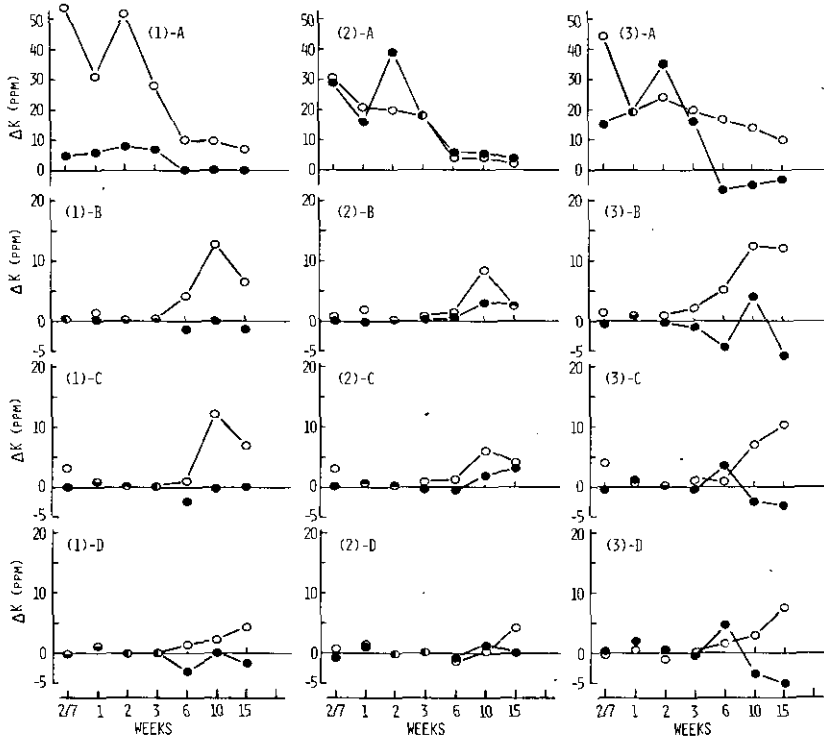 (1)-A (2)-A (3)-A
ΔK (PPM)
50 50 50
40 40 40
30 30 30
20 20 20
10 10 10
0 0 0
(1)-B (2)-B (3)-B
ΔK (PPM)
20 20 20
10 10 10
0 0 0
-5 -5 -5
(1)-C (2)-C (3)-C
ΔK (PPM)
20 20 20
10 10 10
0 0 0
-5 -5 -5
(1)-D (2)-D (3)-D
ΔK (PPM)
20 20 20
10 10 10
0 0 0
-5 -5 -5
2/7 1 2 3 6 10 15 2/7 1 2 3 6 10 15 2/7 1 2 3 6 10 15
WEEKS WEEKS WEEKS